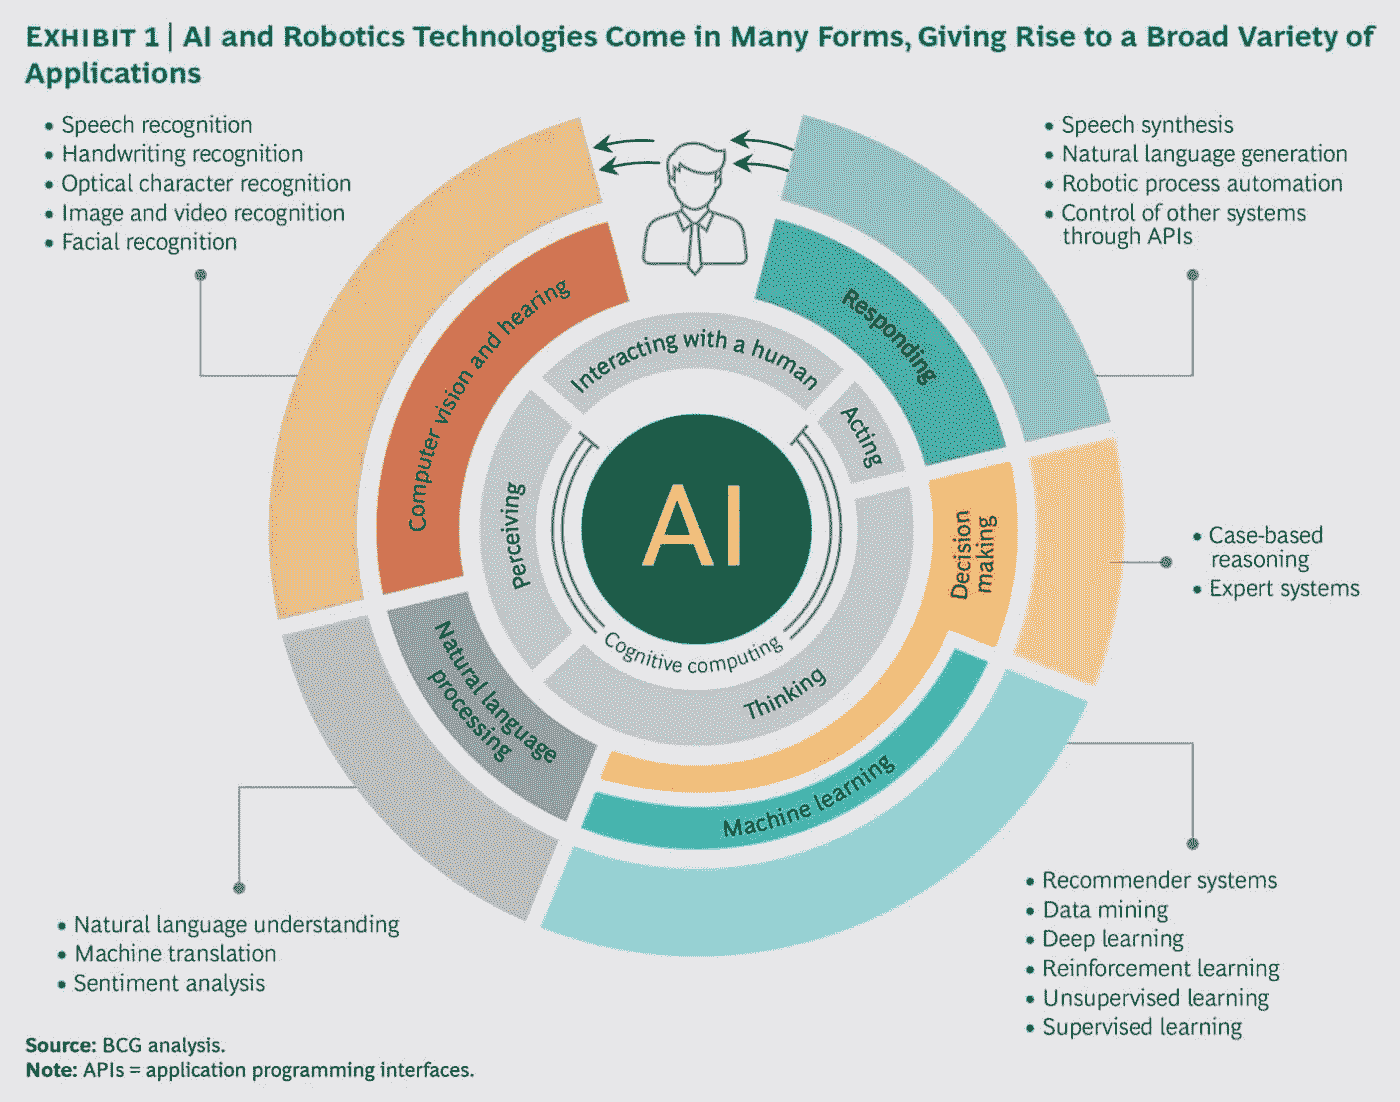 EXHIBIT 1 | AI and Robotics Technologies Come in Many Forms, Giving Rise to a Broad Variety of
Applications
• Speech recognition
• Handwriting recognition
• Optical character recognition
• Image and video recognition
• Facial recognition
• Speech synthesis
• Natural language generation
• Robotic process automation
• Control of other systems
through APIs
Computer vision and hearing
Responding
Interacting with a human
Acting
Perceiving
AI
Decision
making
• Case-based
reasoning
• Expert systems
Cognitive computing
Thinking
Natural language
processing
Machine learning
• Recommender systems
• Data mining
• Deep learning
• Reinforcement learning
• Unsupervised learning
• Supervised learning
• Natural language understanding
• Machine translation
• Sentiment analysis
Source: BCG analysis.
Note: APIs = application programming interfaces.